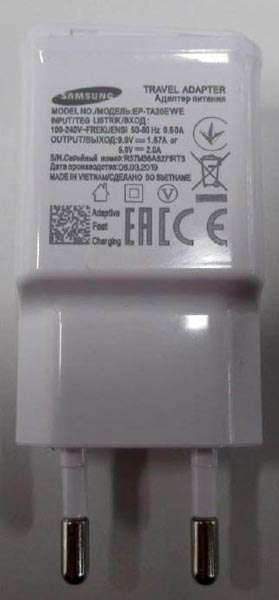 SAMSUNG
TRAVEL ADAPTER
Адаптер питания
MODEL NO./МОДЕЛЬ:EP-TA20EWE
INPUT/TEG LISTRIK/ВХОД :
100-240V~FREKUENSI 50-60 Hz 0.50A
OUTPUT/ВЫХОД: 9.0V ⎓ 1.67A or
5.0V ⎓ 2.0A
S/N.Серийный номер:
Дата производства : 06.03.2019
MADE IN VIETNAM/СДЕЛАНО ВО ВЬЕТНАМЕ
Adaptive
Fast
Charging
EAC CE